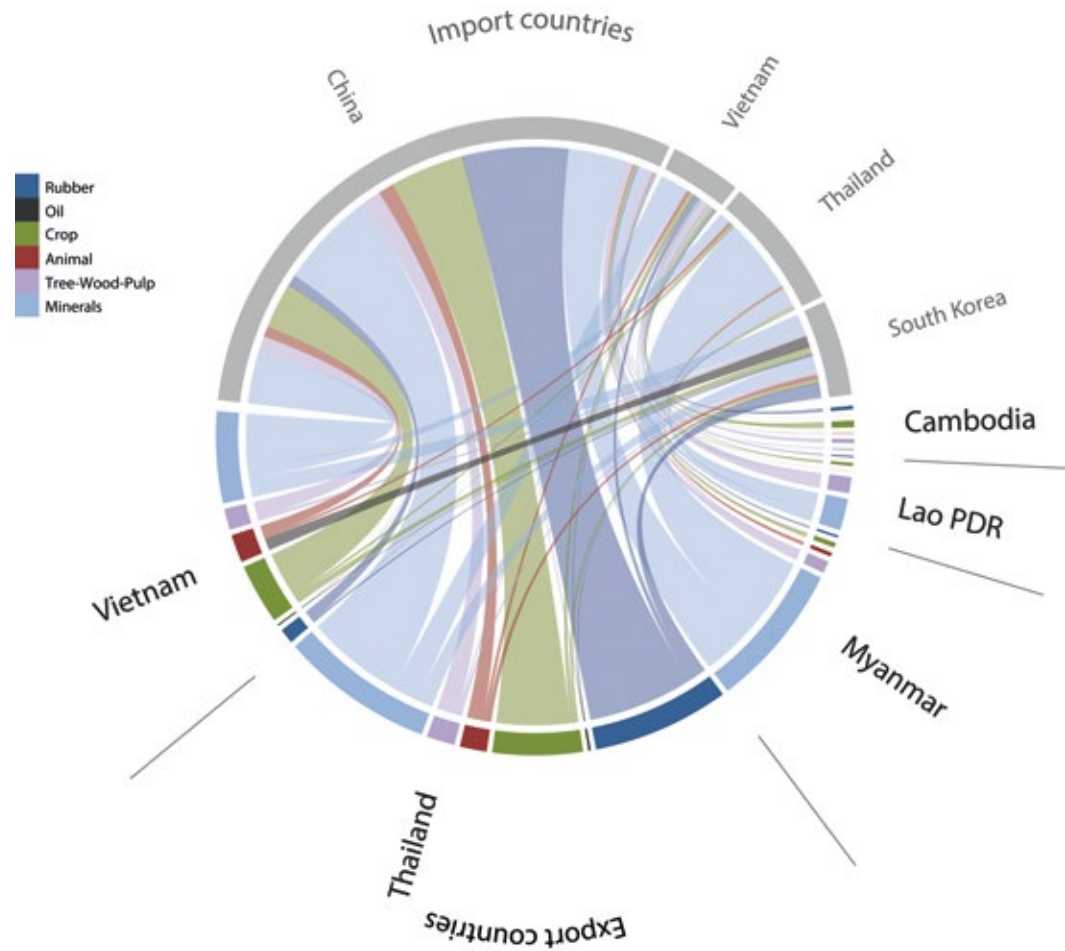 Import countries
China
Vietnam
Thailand
South Korea
Rubber
Oil
Crop
Animal
Tree-Wood-Pulp
Minerals
Cambodia
Lao PDR
Myanmar
Vietnam
Thailand
Export countries